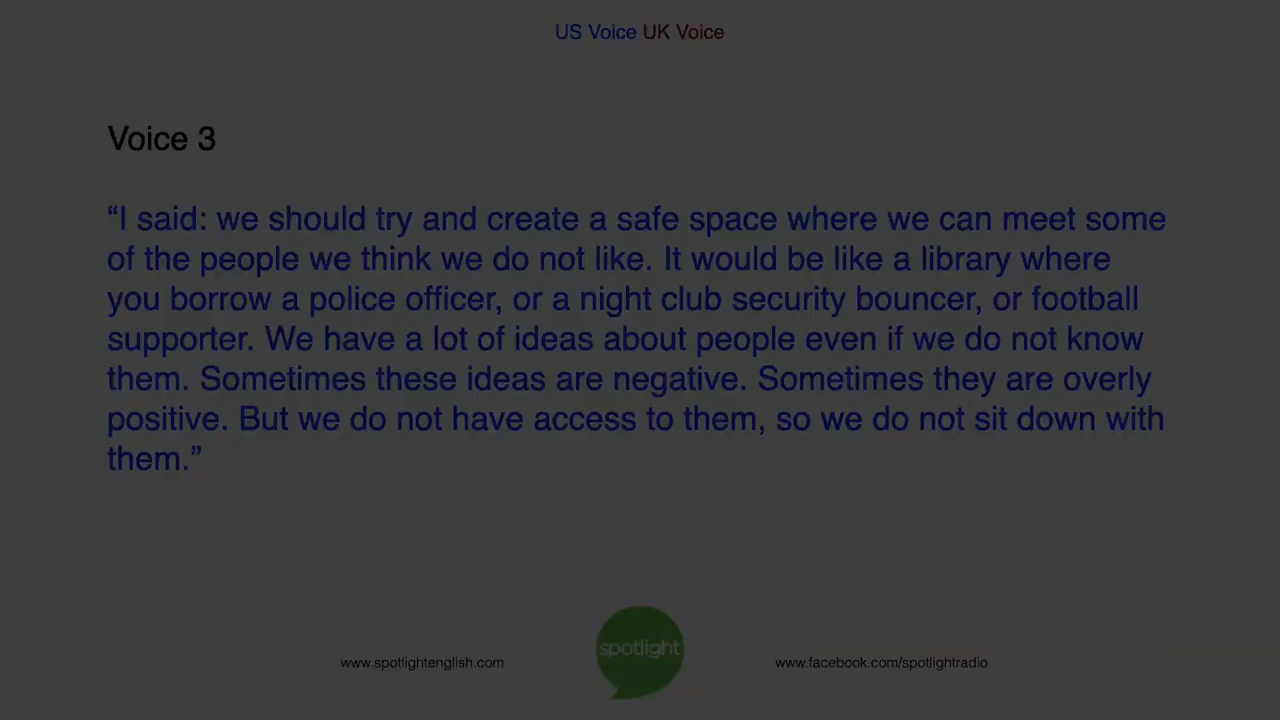 US Voice UK Voice
Voice 3
“I said: we should try and create a safe space where we can meet some
of the people we think we do not like. It would be like a library where
you borrow a police officer, or a night club security bouncer, or football
supporter. We have a lot of ideas about people even if we do not know
them. Sometimes these ideas are negative. Sometimes they are overly
positive. But we do not have access to them, so we do not sit down with
them.”
spotlight
www.spotlightenglish.com
www.facebook.com/spotlightradio